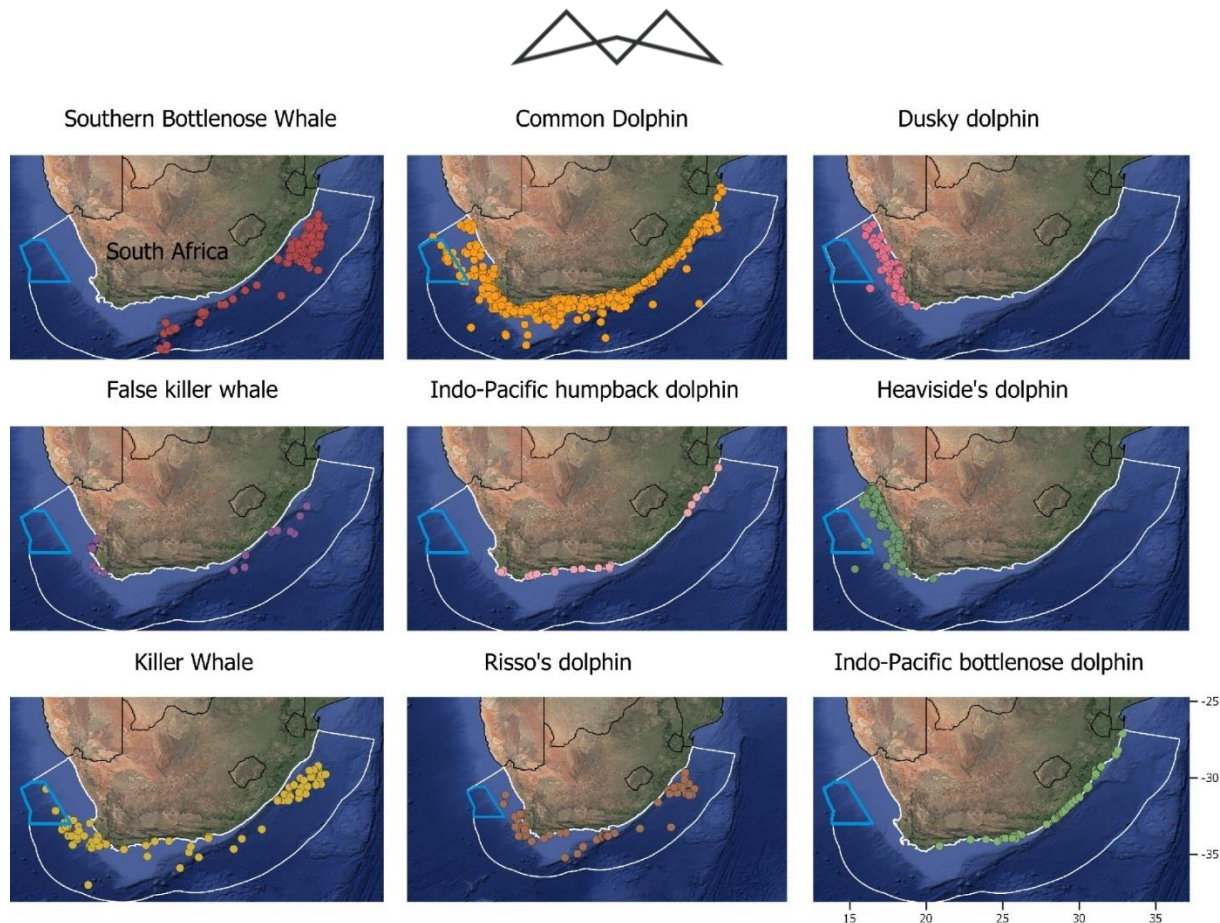 Southern Bottlenose Whale
Common Dolphin
Dusky dolphin
South Africa
False killer whale
Indo-Pacific humpback dolphin
Heaviside's dolphin
Killer Whale
Risso's dolphin
Indo-Pacific bottlenose dolphin
-25
-30
-35
15
20
25
30
35